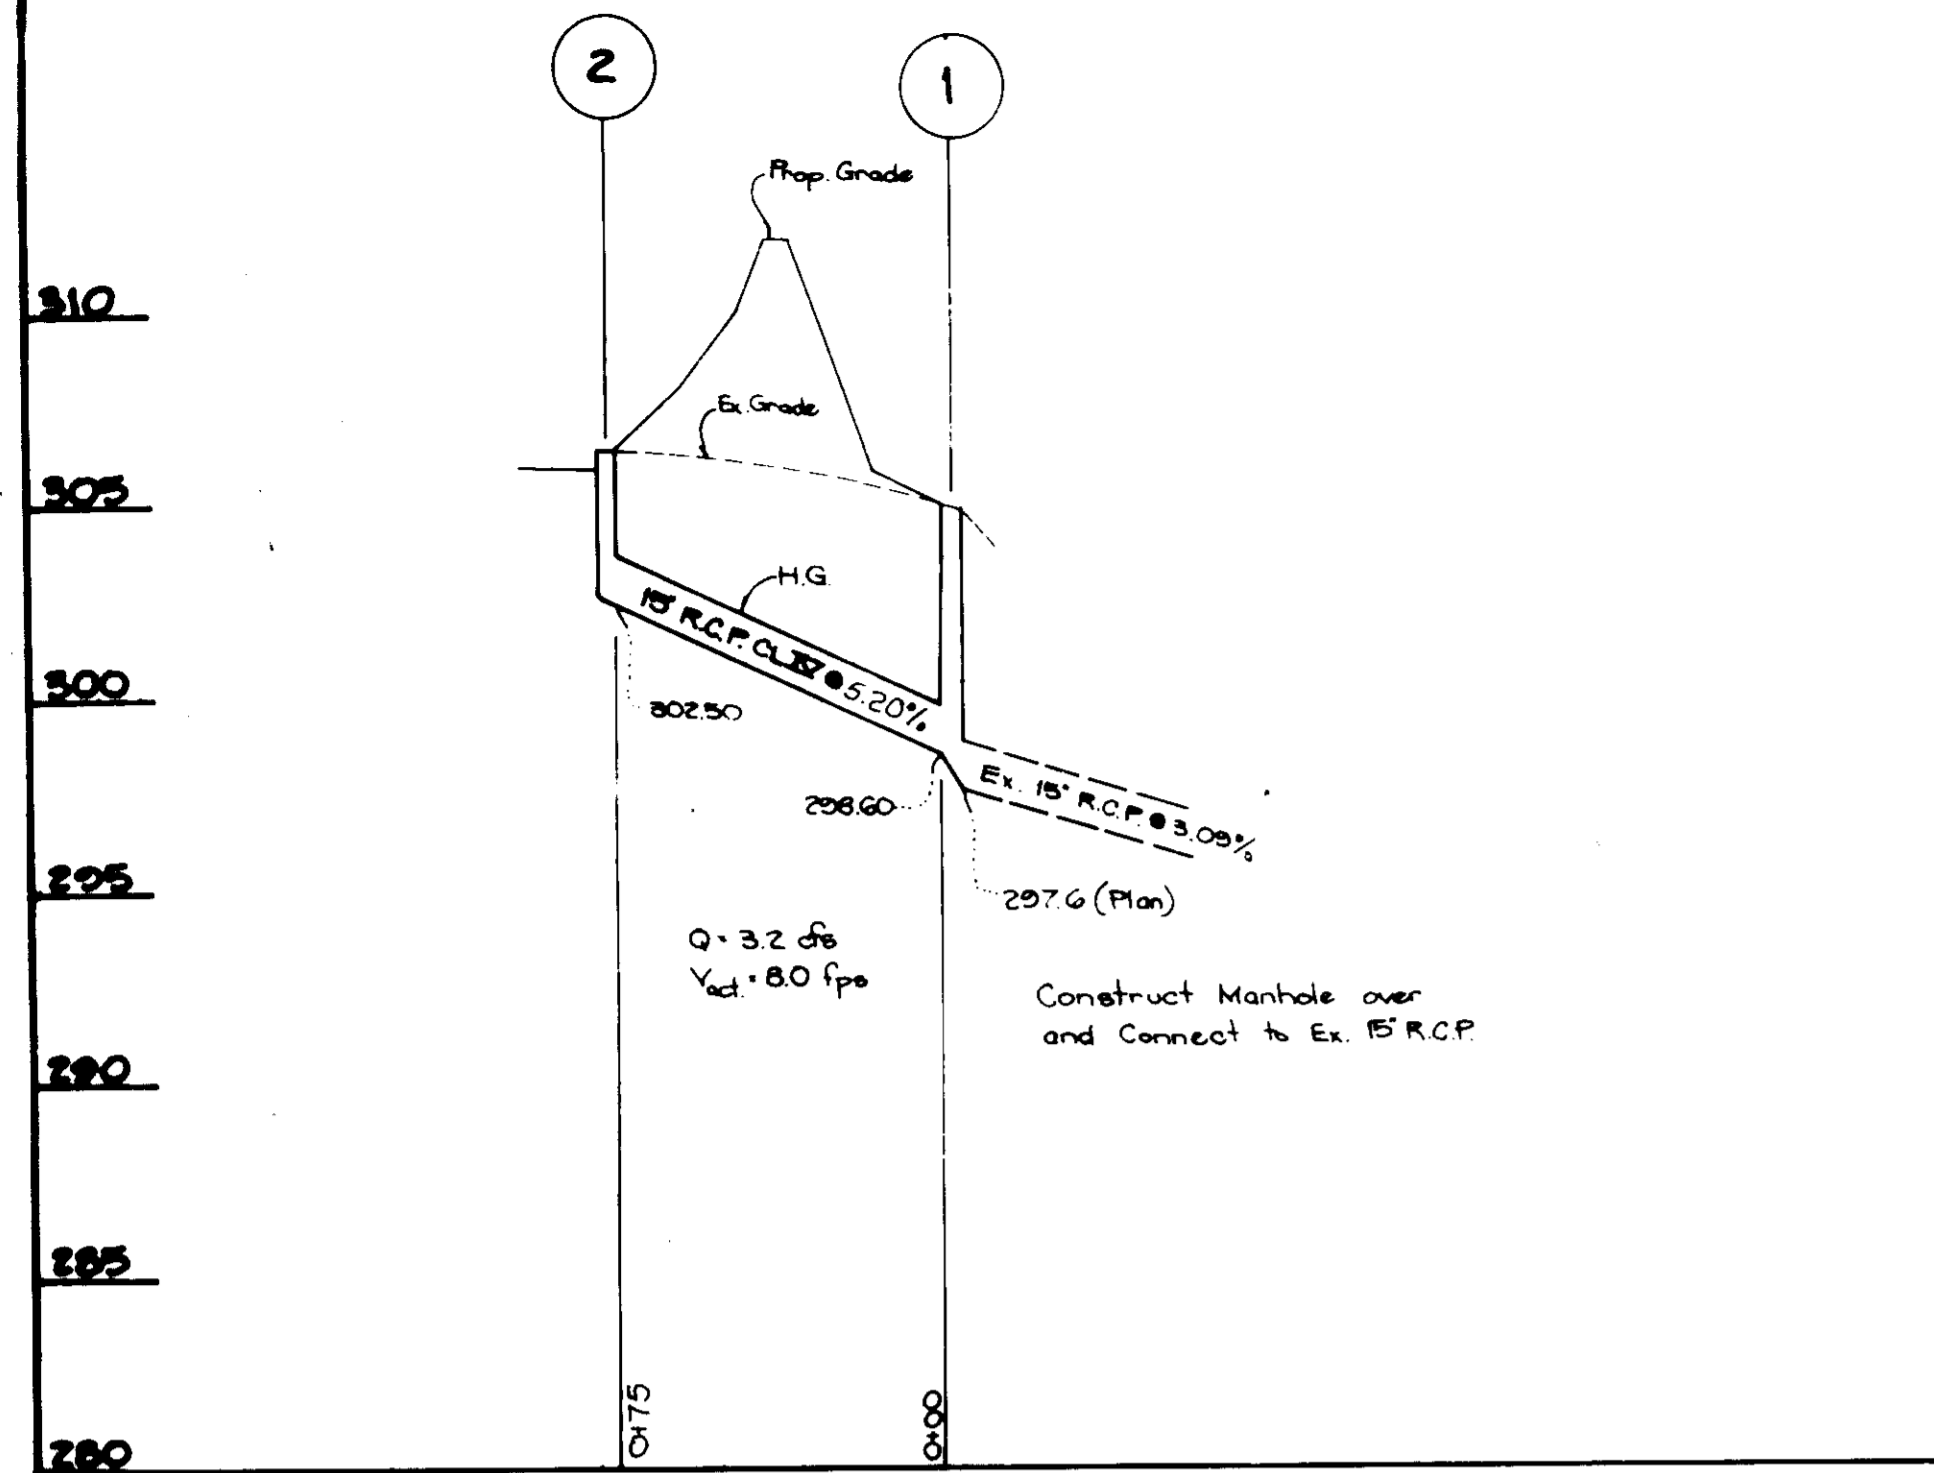 2
1
Prop. Grade
310
Ex. Grade
305
H.G.
15" R.C.P. CL IV @ 5.20%
300
302.50
Ex. 15" R.C.P. @ 3.09%
298.60
295
297.6 (Plan)
Q = 3.2 cfs
Vact. = 8.0 fps
Construct Manhole over
and Connect to Ex. 15" R.C.P.
290
285
0+75
0+00
280